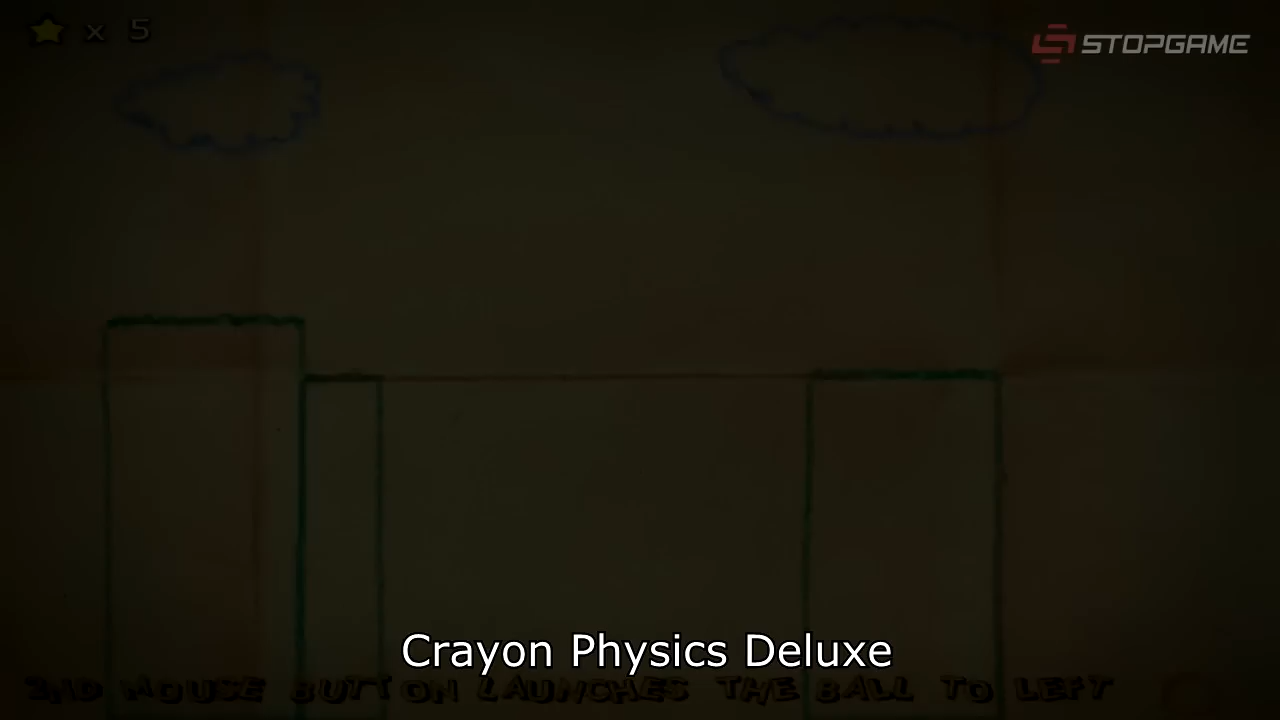 x 5
STOPGAME
Crayon Physics Deluxe
2ND MOUSE BUTTON LAUNCHES THE BALL TO LEFT